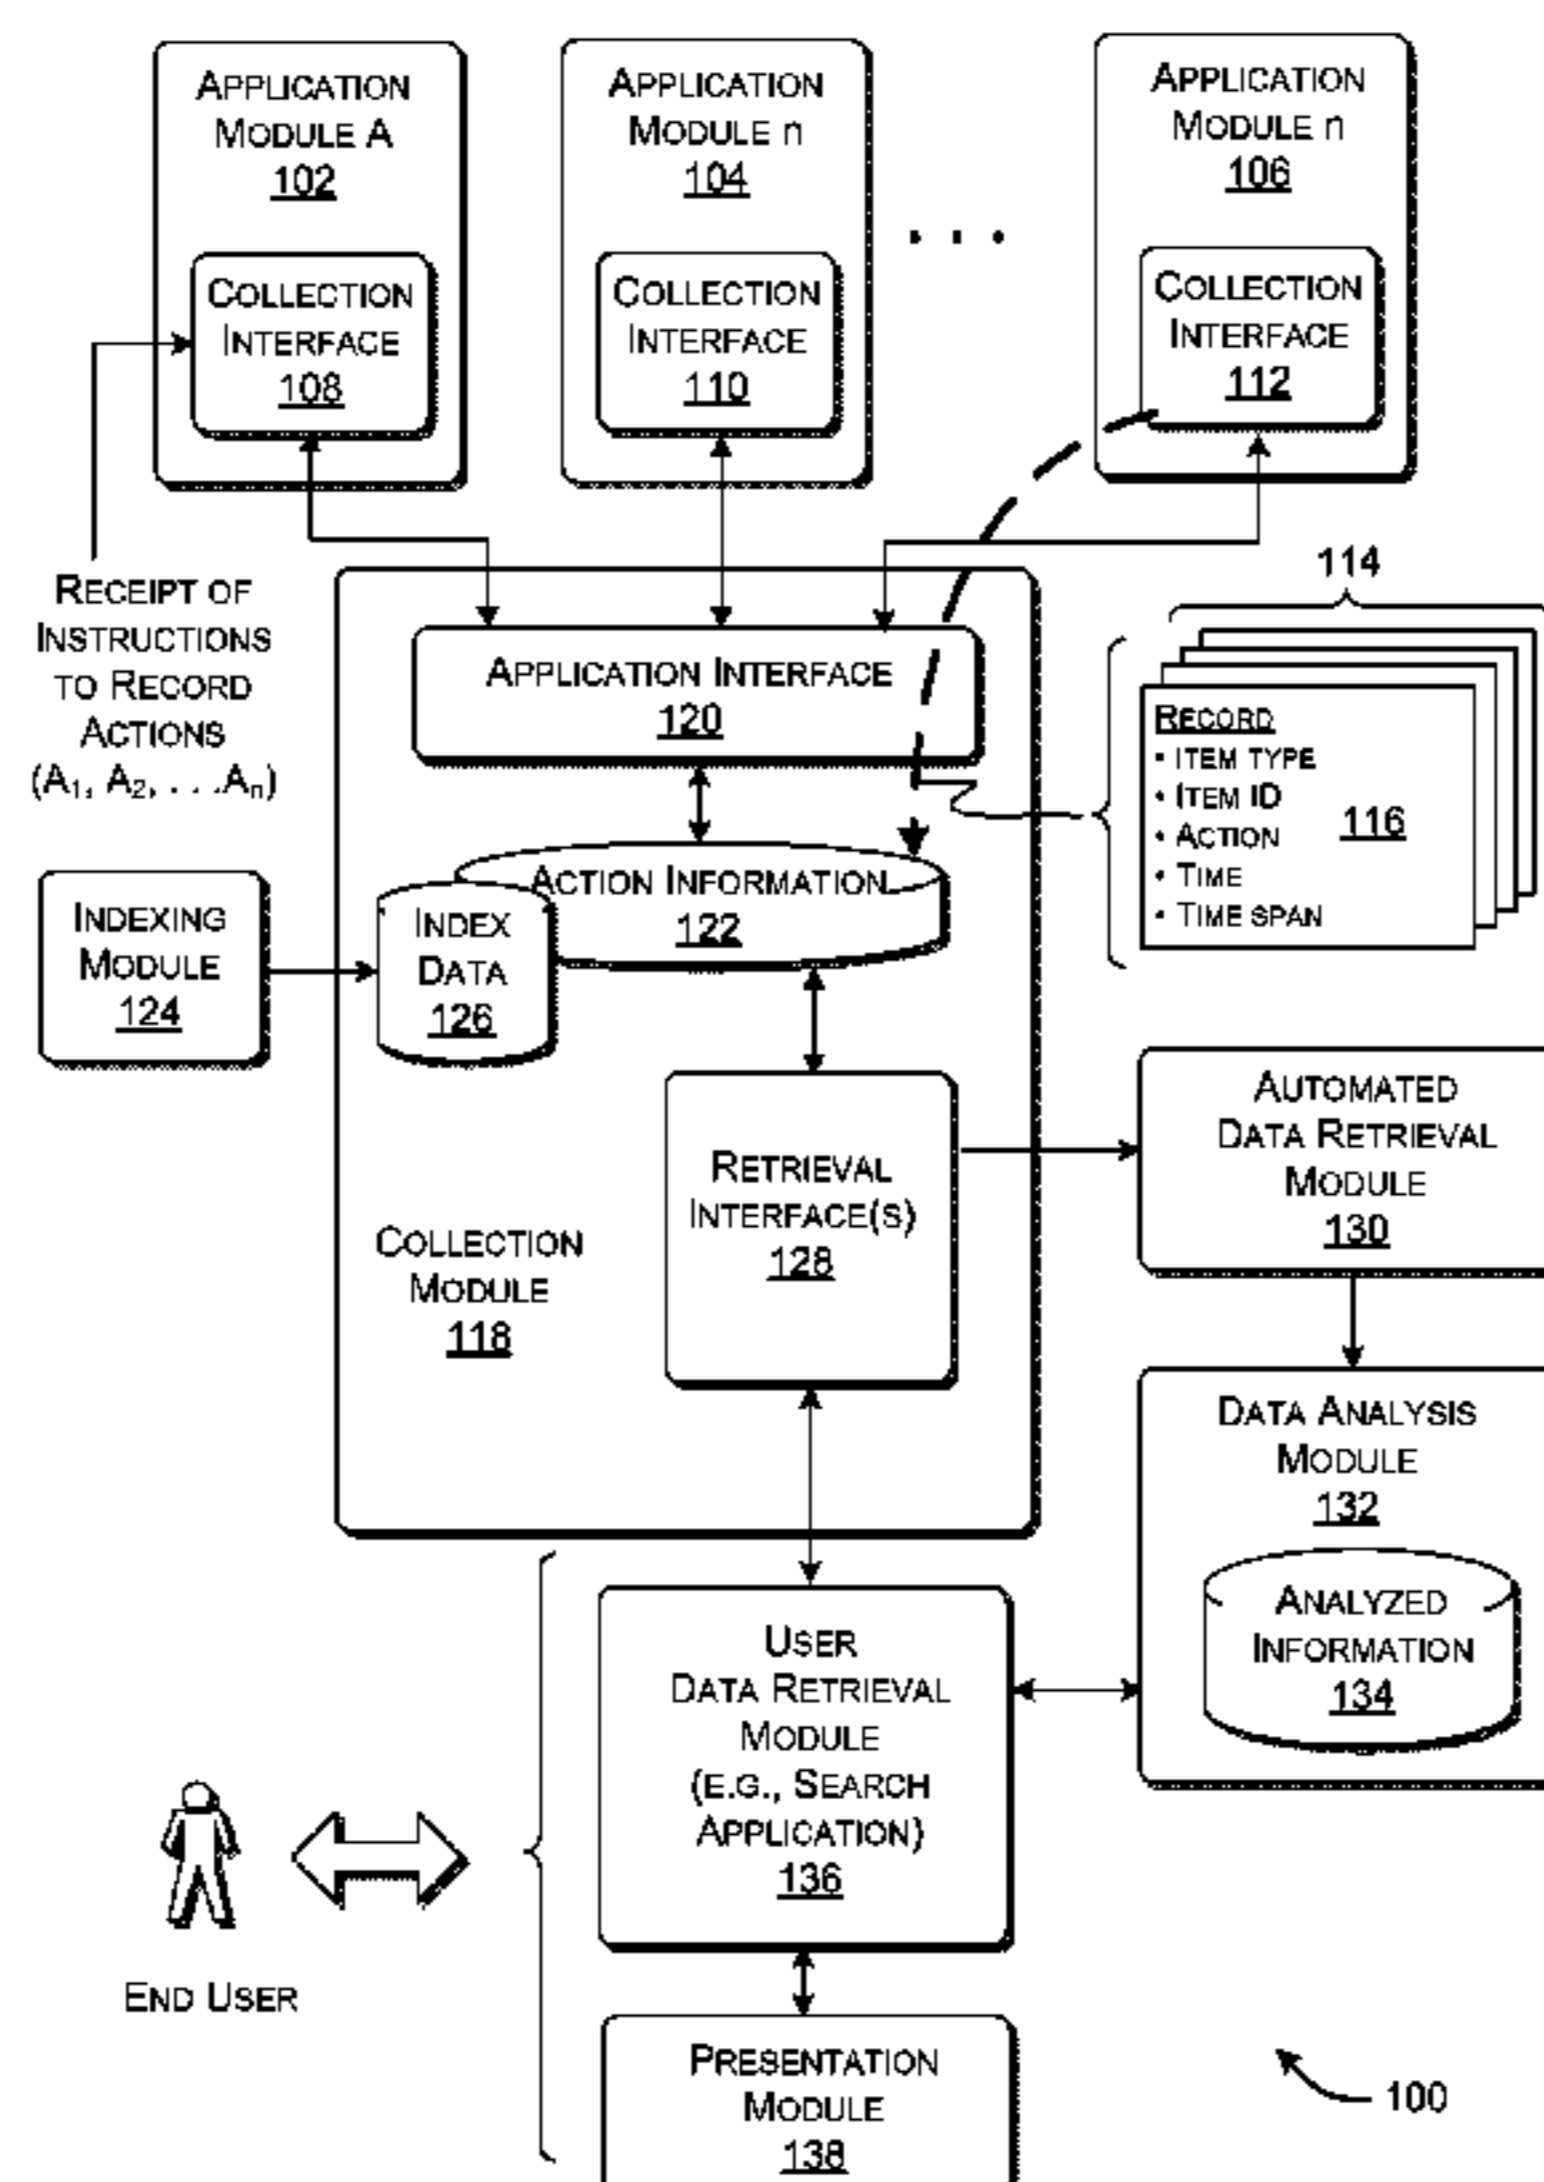 APPLICATION
MODULE A
102
COLLECTION
INTERFACE
108
APPLICATION
MODULE n
104
COLLECTION
INTERFACE
110
. . .
APPLICATION
MODULE n
106
COLLECTION
INTERFACE
112
RECEIPT OF
INSTRUCTIONS
TO RECORD
ACTIONS
(A1, A2, . . .An)
APPLICATION INTERFACE
120
114
RECORD
• ITEM TYPE
• ITEM ID
• ACTION
• TIME
• TIME SPAN
116
ACTION INFORMATION
122
INDEXING
MODULE
124
INDEX
DATA
126
RETRIEVAL
INTERFACE(S)
128
COLLECTION
MODULE
118
AUTOMATED
DATA RETRIEVAL
MODULE
130
DATA ANALYSIS
MODULE
132
ANALYZED
INFORMATION
134
USER
DATA RETRIEVAL
MODULE
(E.G., SEARCH
APPLICATION)
136
END USER
PRESENTATION
MODULE
138
100